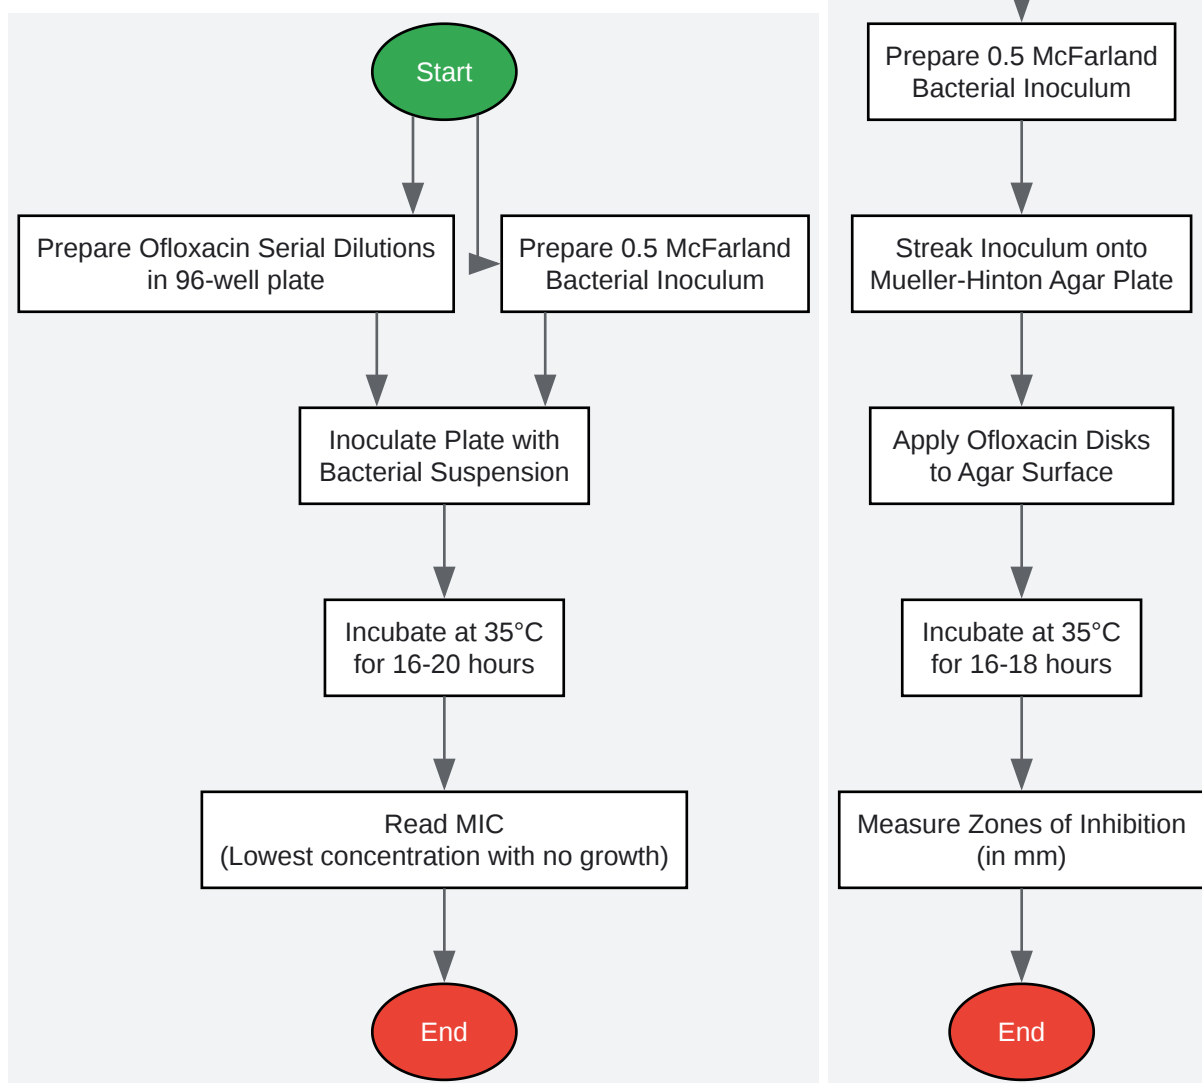 Start
Prepare Ofloxacin Serial Dilutions
in 96-well plate
Prepare 0.5 McFarland
Bacterial Inoculum
Inoculate Plate with
Bacterial Suspension
Incubate at 35°C
for 16-20 hours
Read MIC
(Lowest concentration with no growth)
End
Prepare 0.5 McFarland
Bacterial Inoculum
Streak Inoculum onto
Mueller-Hinton Agar Plate
Apply Ofloxacin Disks
to Agar Surface
Incubate at 35°C
for 16-18 hours
Measure Zones of Inhibition
(in mm)
End